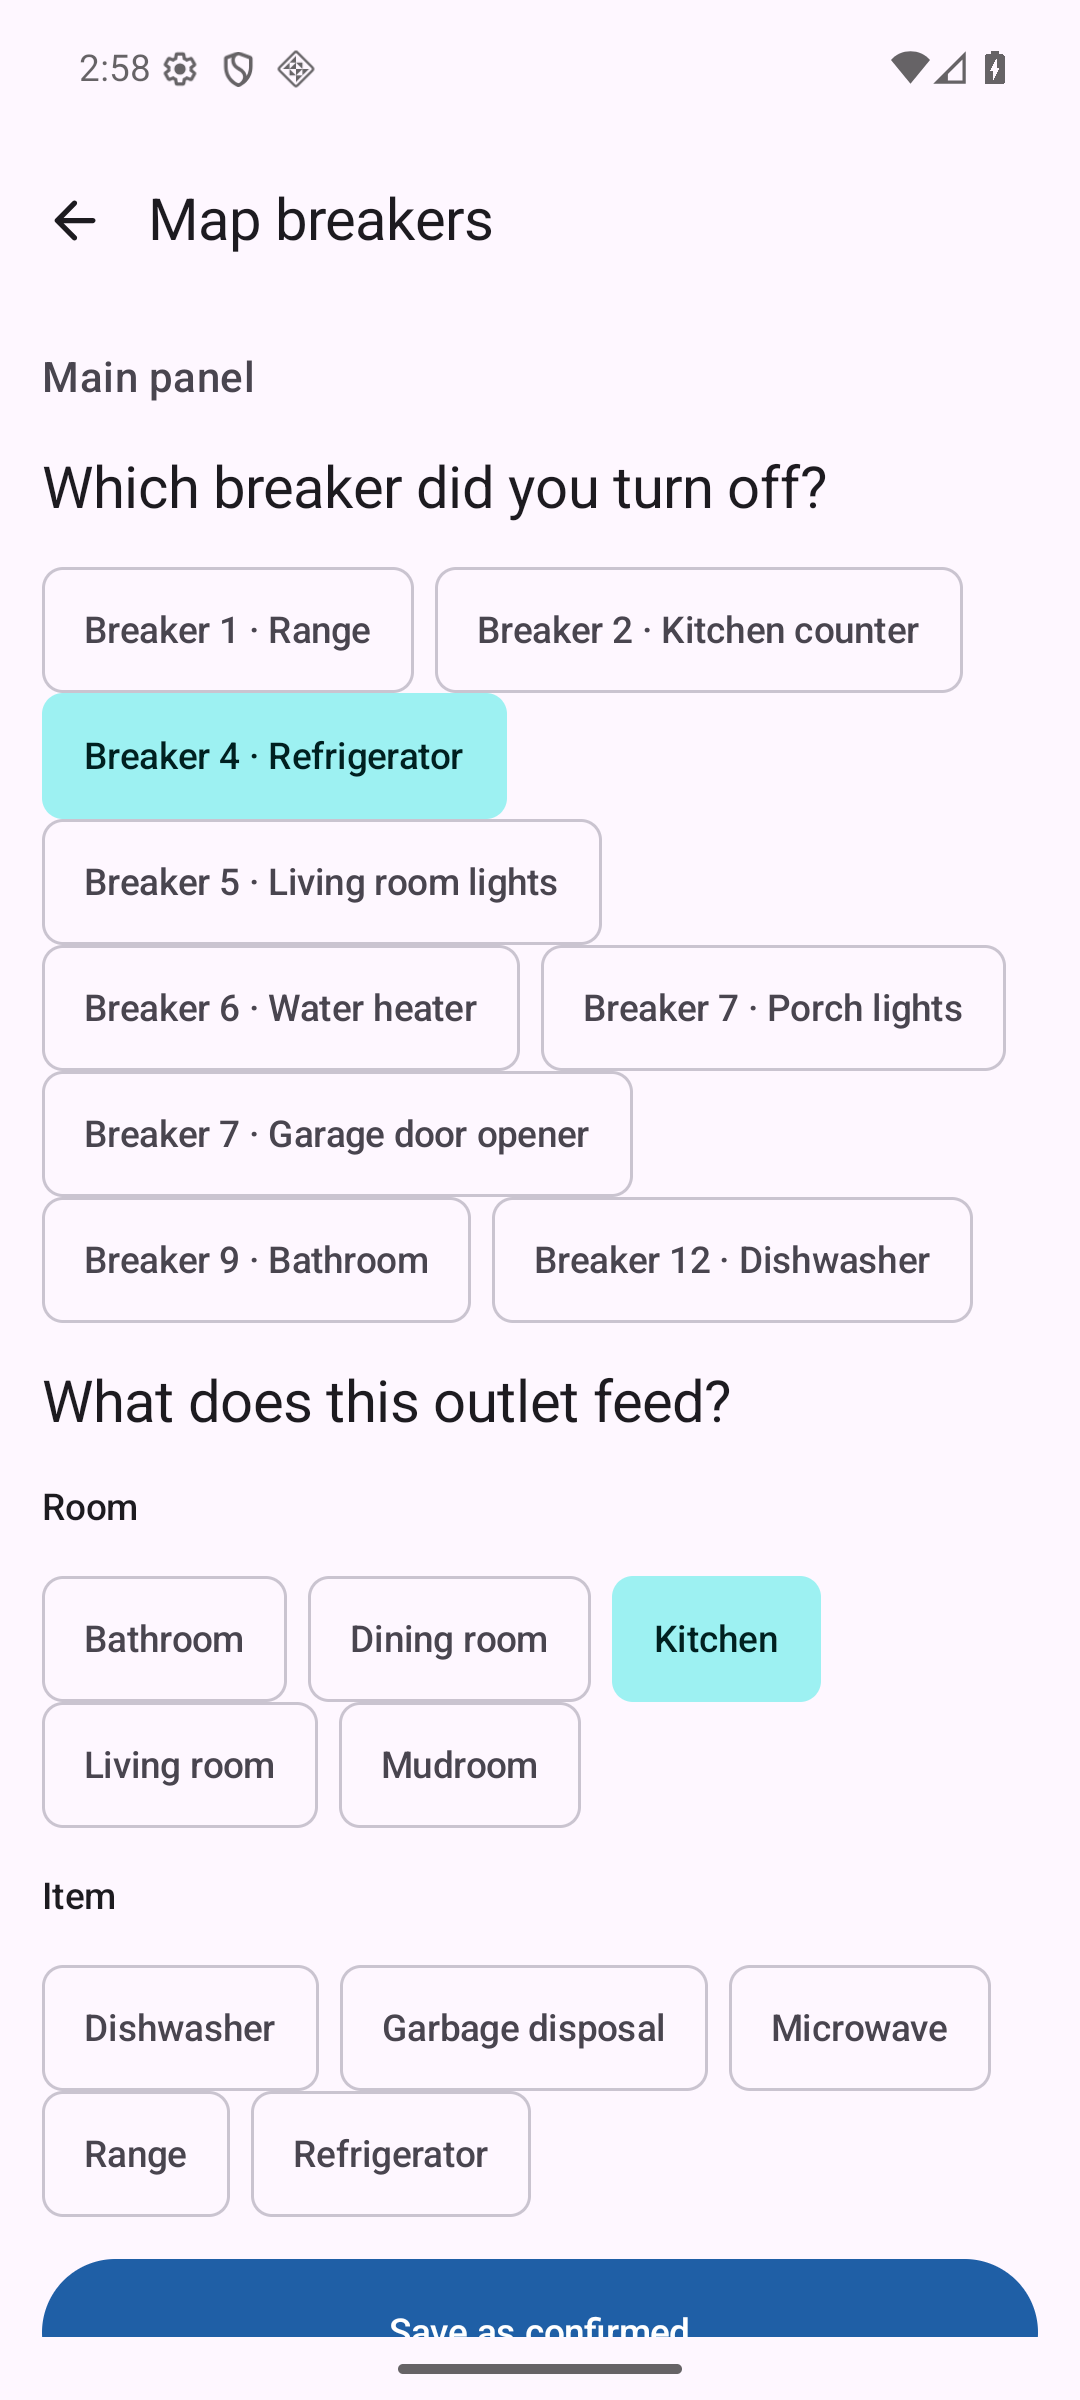 2:58
Map breakers
Main panel
Which breaker did you turn off?
Breaker 1 · Range
Breaker 2 · Kitchen counter
Breaker 4 · Refrigerator
Breaker 5 · Living room lights
Breaker 6 · Water heater
Breaker 7 · Porch lights
Breaker 7 · Garage door opener
Breaker 9 · Bathroom
Breaker 12 · Dishwasher
What does this outlet feed?
Room
Bathroom
Dining room
Kitchen
Living room
Mudroom
Item
Dishwasher
Garbage disposal
Microwave
Range
Refrigerator
Save as confirmed